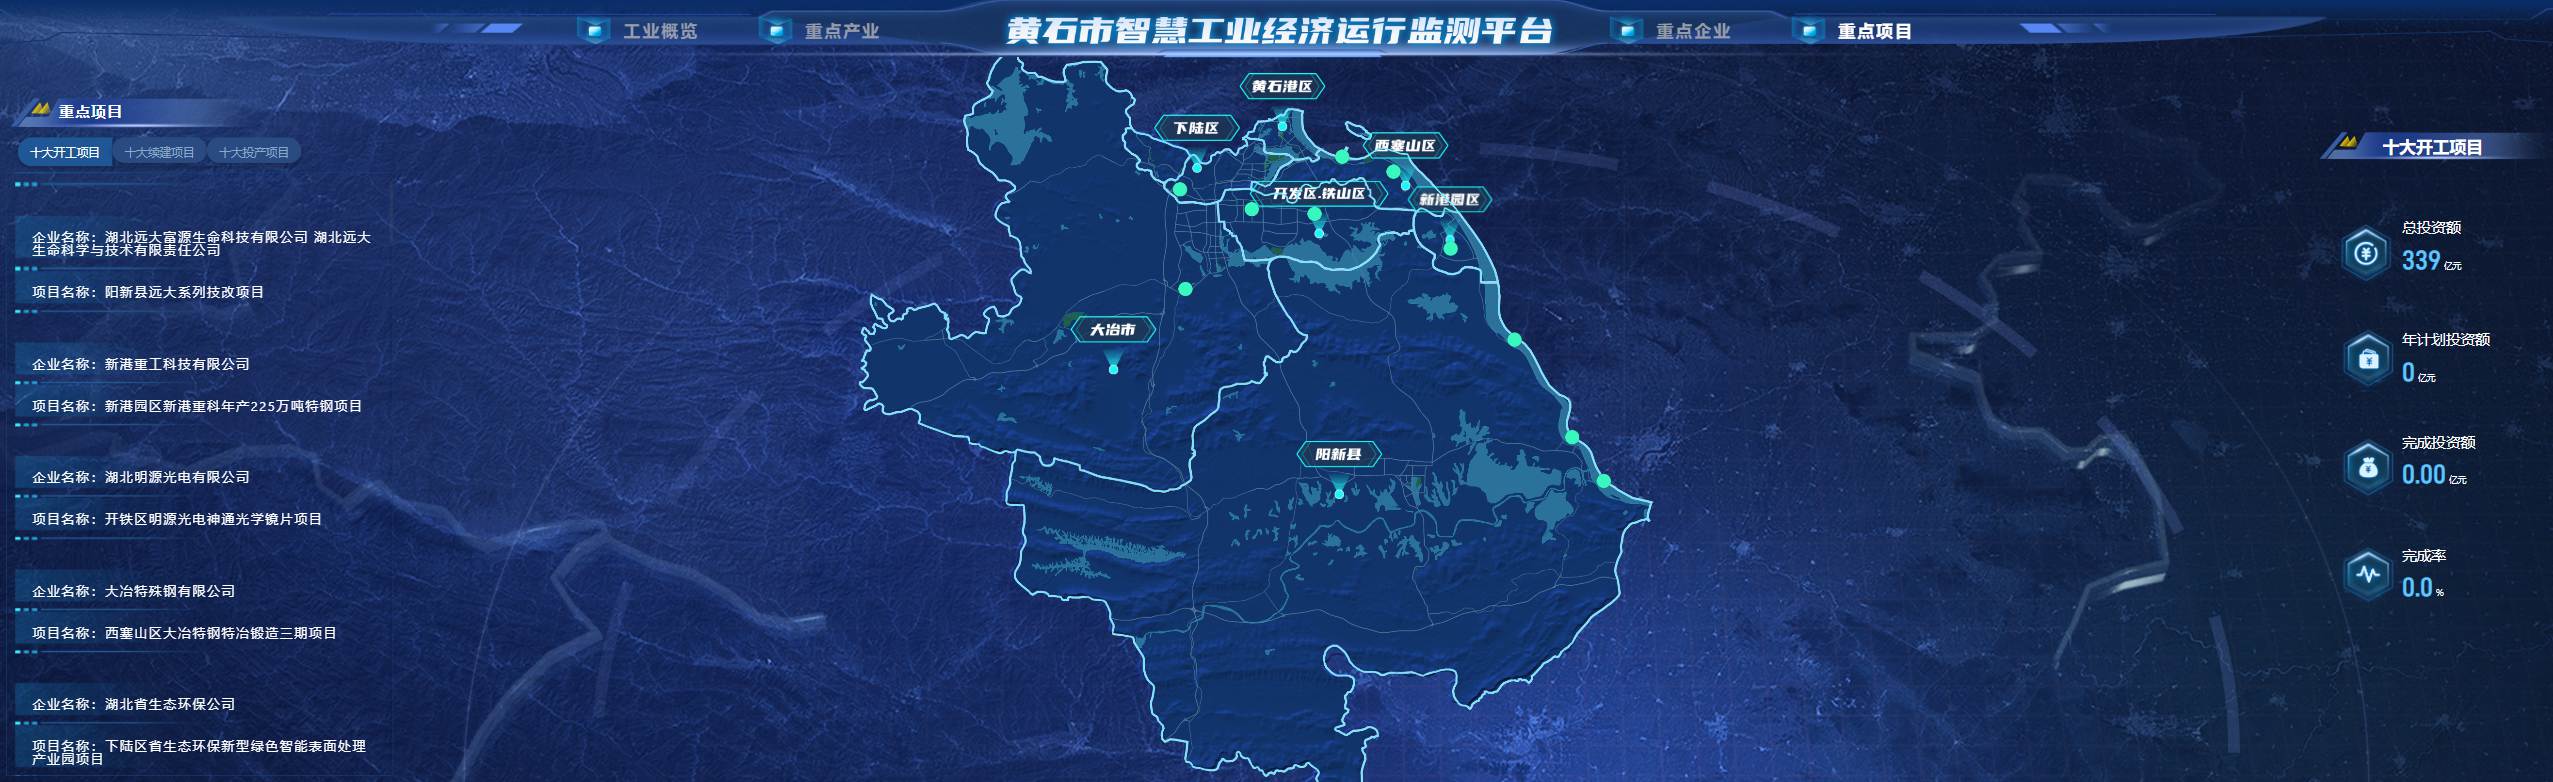 工业概览
重点产业
黄石市智慧工业经济运行监测平台
重点企业
重点项目
重点项目
十大开工项目
十大续建项目
十大投产项目
企业名称：湖北远大富源生命科技有限公司 湖北远大
生命科学与技术有限责任公司
项目名称：阳新县远大系列技改项目
企业名称：新港重工科技有限公司
项目名称：新港园区新港重科年产225万吨特钢项目
企业名称：湖北明源光电有限公司
项目名称：开铁区明源光电神通光学镜片项目
企业名称：大冶特殊钢有限公司
项目名称：西塞山区大冶特钢特冶锻造三期项目
企业名称：湖北省生态环保公司
项目名称：下陆区省生态环保新型绿色智能表面处理
产业园项目
黄石港区
下陆区
西塞山区
开发区.铁山区
新港园区
大冶市
阳新县
十大开工项目
总投资额
339 亿元
年计划投资额
0 亿元
完成投资额
0.00 亿元
完成率
0.0 %